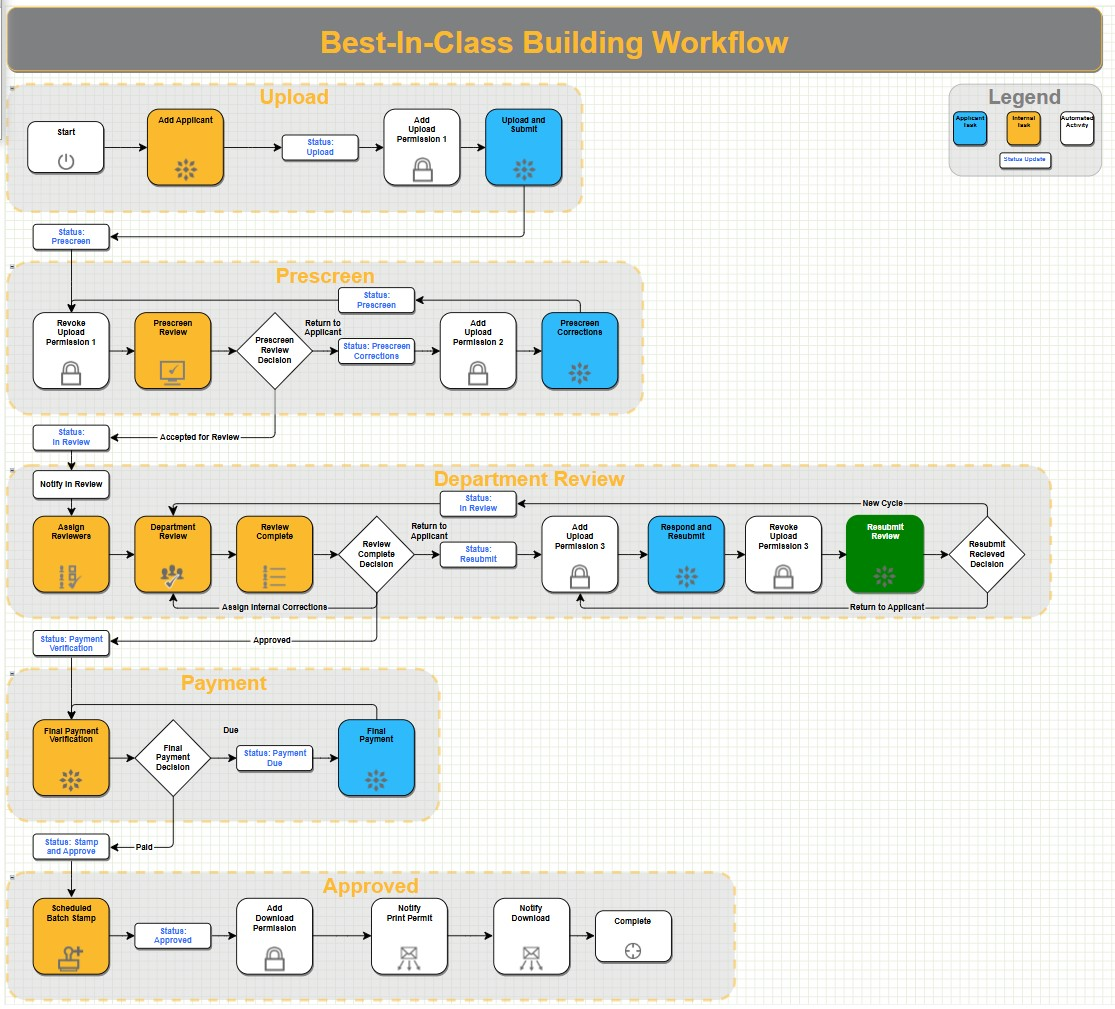 Best-In-Class Building Workflow
Upload
Start
Add Applicant
Status:
Upload
Add
Upload
Permission 1
Upload and
Submit
Legend
Applicant
Task
Internal
Task
Automated
Activity
Status Update
Status:
Prescreen
Prescreen
Status:
Prescreen
Revoke
Upload
Permission 1
Prescreen
Review
Prescreen
Review
Decision
Return to
Applicant
Status: Prescreen
Corrections
Add
Upload
Permission 2
Prescreen
Corrections
Status:
In Review
Accepted for Review
Department Review
Notify In Review
Status:
In Review
New Cycle
Assign
Reviewers
Department
Review
Review
Complete
Review
Complete
Decision
Return to
Applicant
Status:
Resubmit
Add
Upload
Permission 3
Respond and
Resubmit
Revoke
Upload
Permission 3
Resubmit
Review
Resubmit
Recieved
Decision
Assign Internal Corrections
Return to Applicant
Status: Payment
Verification
Approved
Payment
Final Payment
Verification
Final
Payment
Decision
Due
Status: Payment
Due
Final
Payment
Status: Stamp
and Approve
Paid
Approved
Scheduled
Batch Stamp
Status:
Approved
Add
Download
Permission
Notify
Print Permit
Notify
Download
Complete